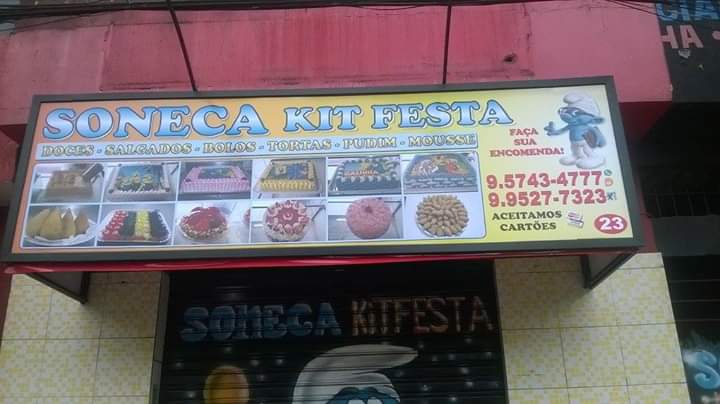 SONECA KIT FESTA
DOCES - SALGADOS - BOLOS - TORTAS - PUDIM - MOUSSE
FAÇA
SUA
ENCOMENDA!
9.5743-4777
9.9527-7323
ACEITAMOS
CARTÕES
23
SONECA KITFESTA